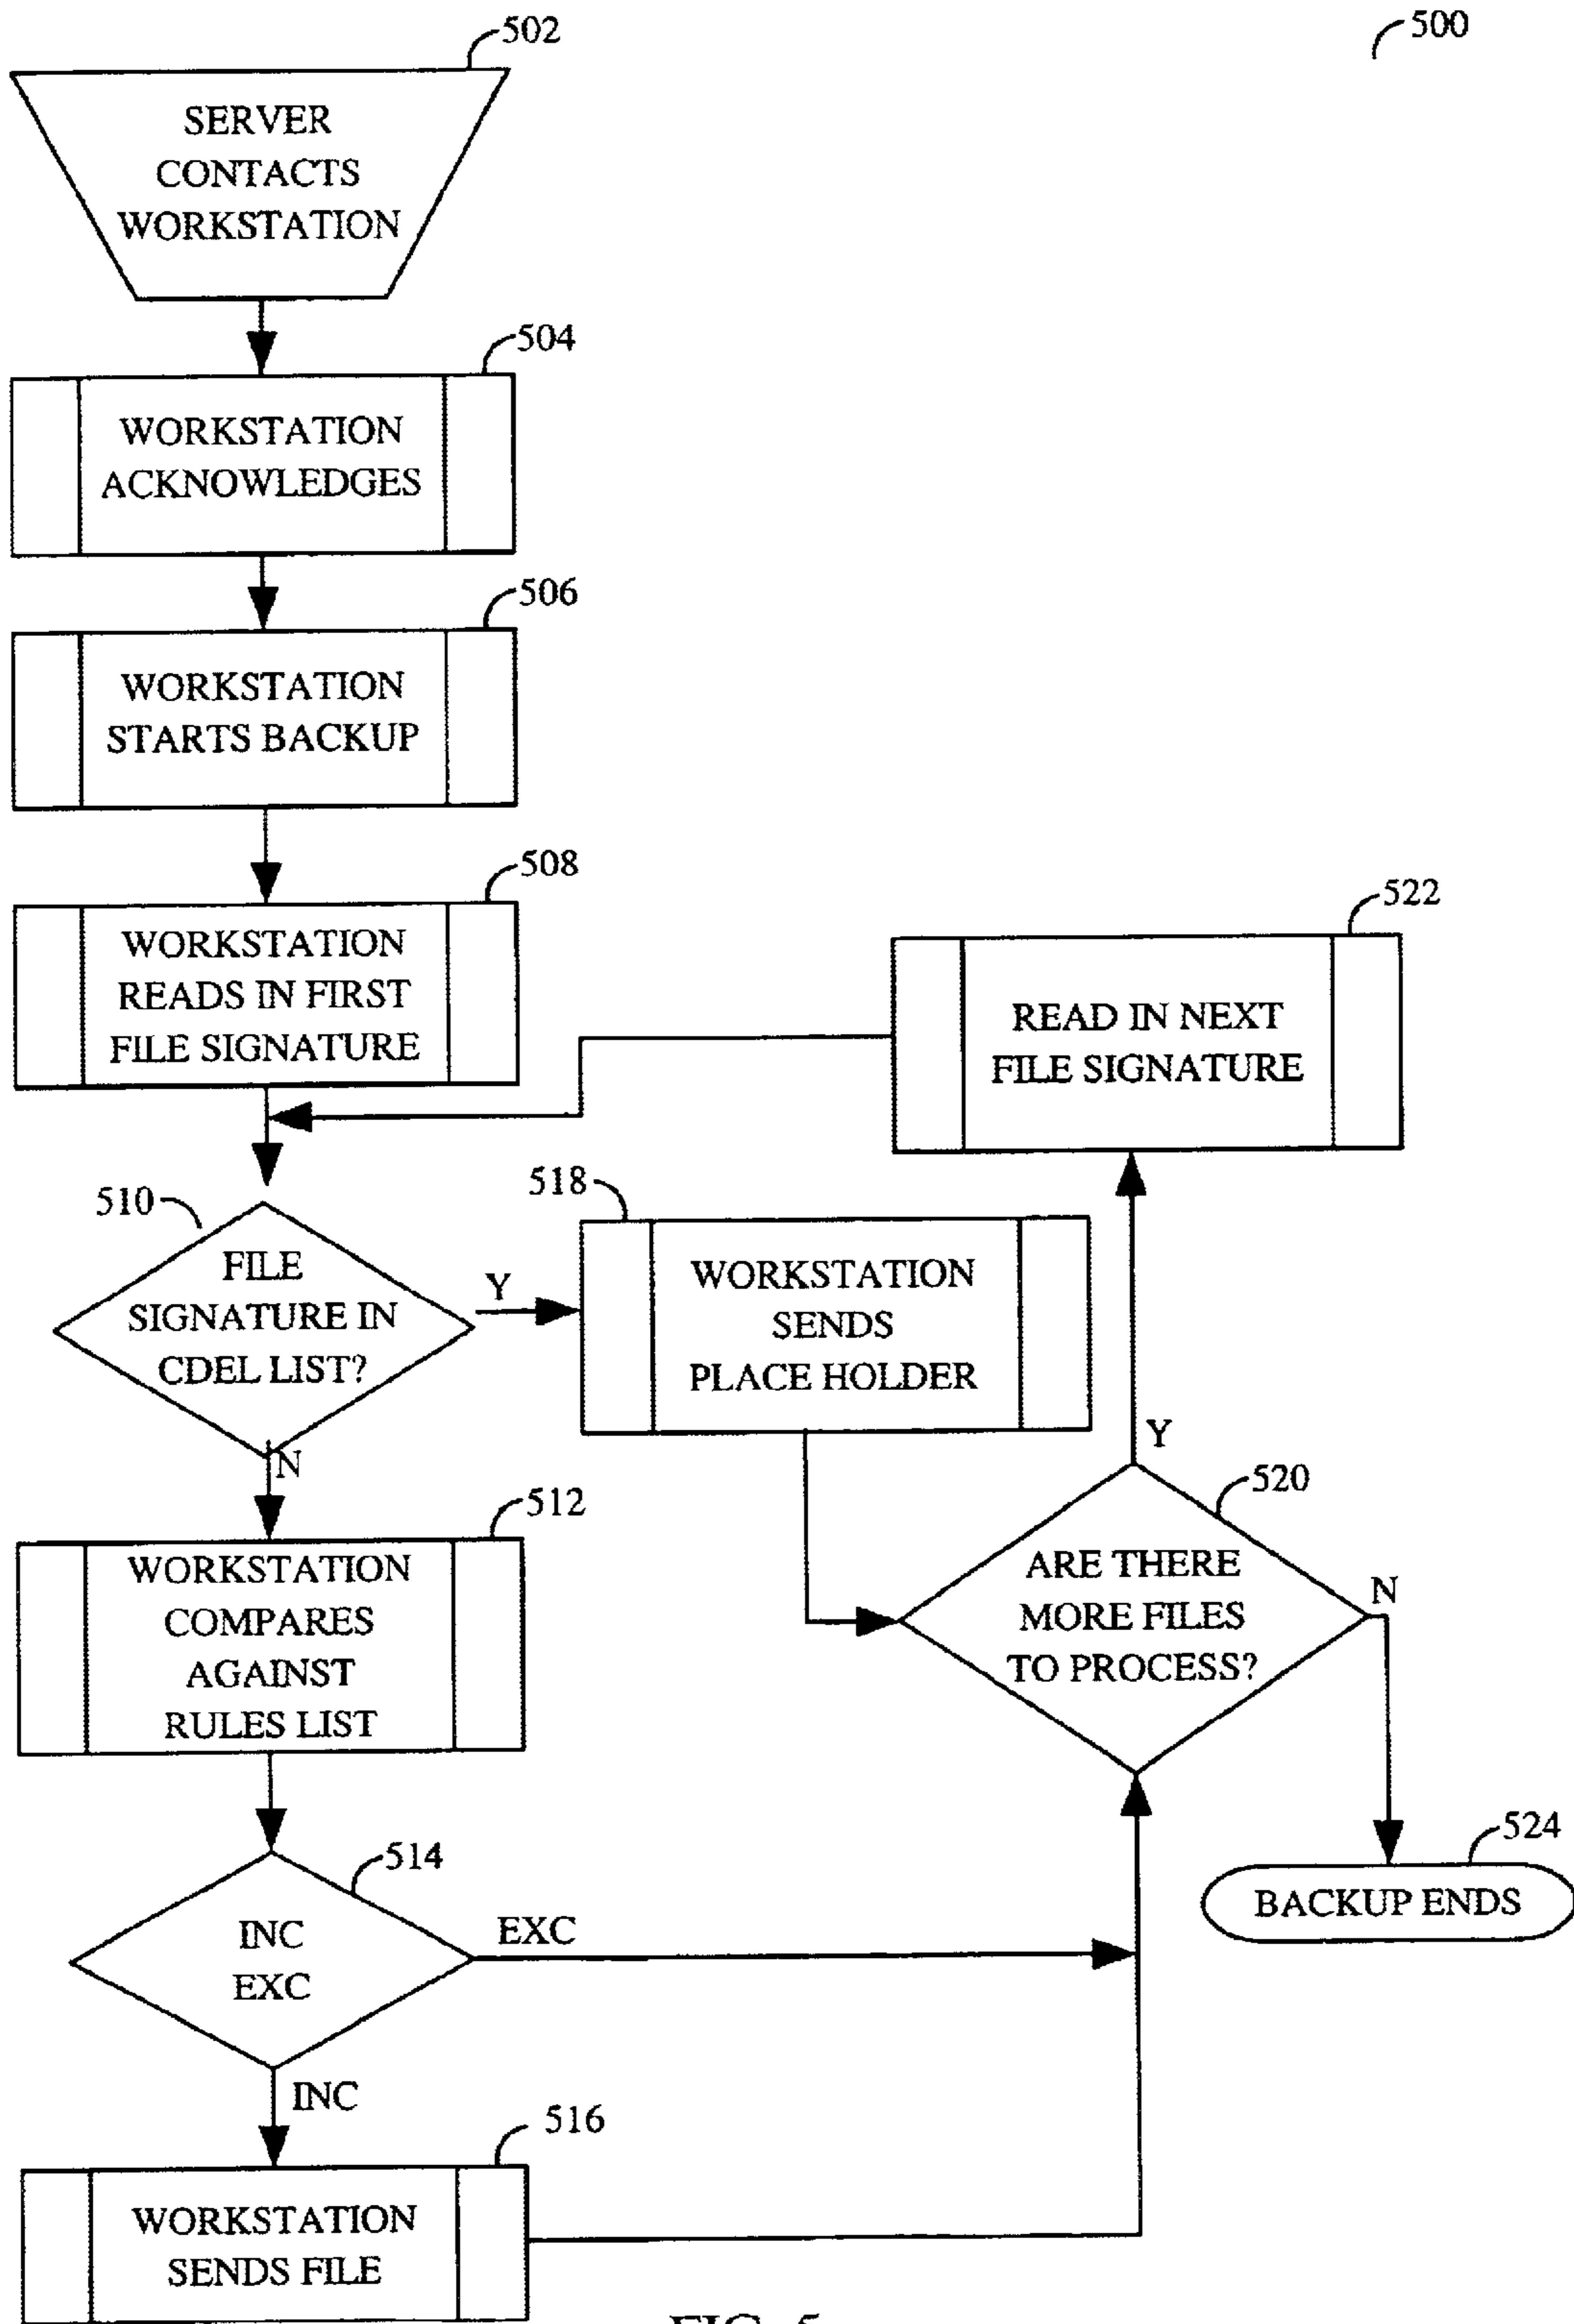 500
502
SERVER
CONTACTS
WORKSTATION
504
WORKSTATION
ACKNOWLEDGES
506
WORKSTATION
STARTS BACKUP
508
WORKSTATION
READS IN FIRST
FILE SIGNATURE
522
READ IN NEXT
FILE SIGNATURE
510
FILE
SIGNATURE IN
CDEL LIST?
Y
N
518
WORKSTATION
SENDS
PLACE HOLDER
512
WORKSTATION
COMPARES
AGAINST
RULES LIST
520
ARE THERE
MORE FILES
TO PROCESS?
Y
N
514
INC
EXC
EXC
INC
524
BACKUP ENDS
516
WORKSTATION
SENDS FILE
FIG. 5